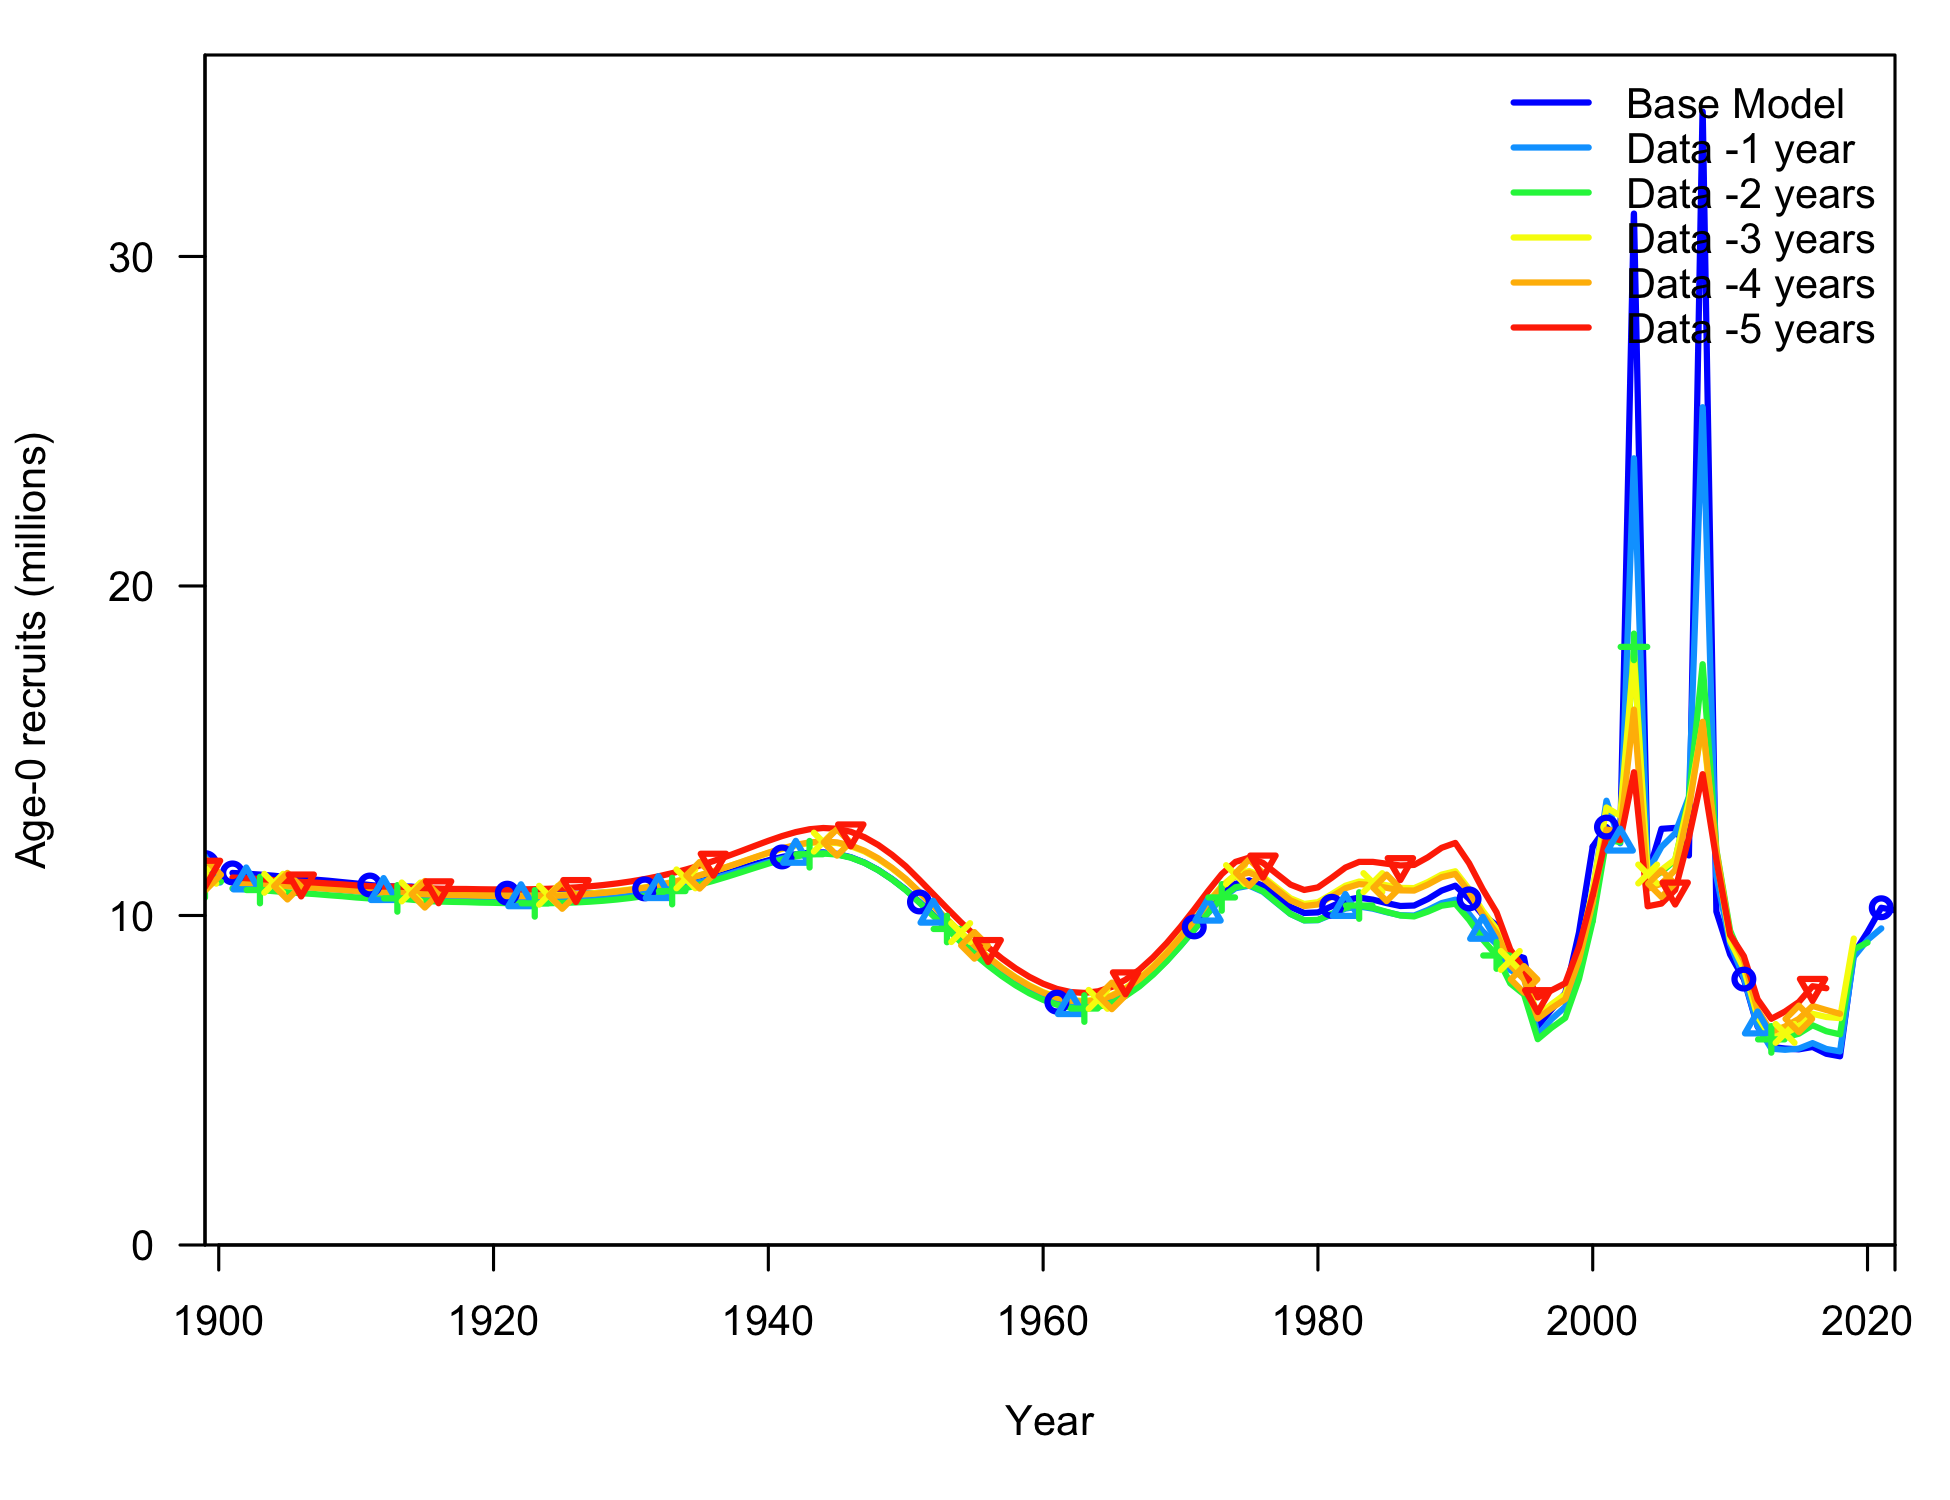 Base Model
Data -1 year
Data -2 years
Data -3 years
Data -4 years
Data -5 years
30
20
10
0
Age-0 recruits (millions)
1900 1920 1940 1960 1980 2000 2020
Year